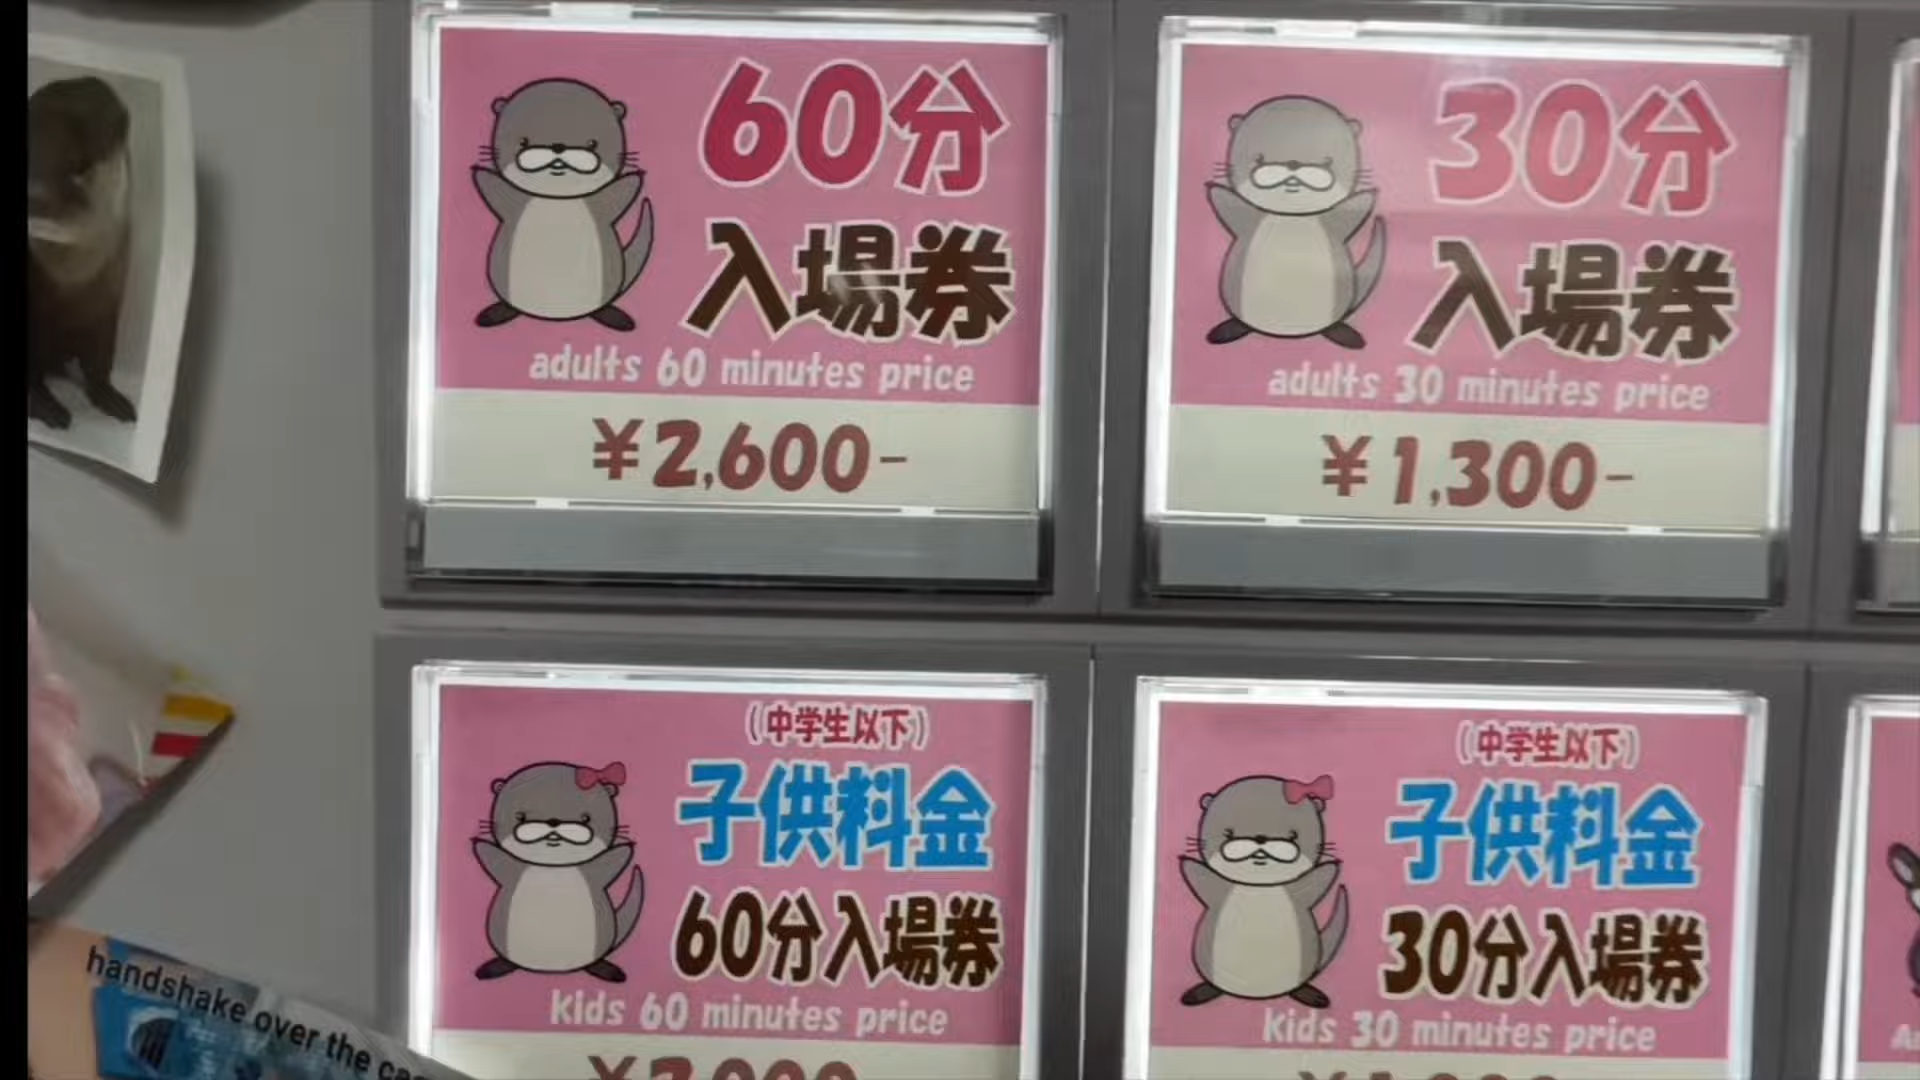 60分
入場券
adults 60 minutes price
¥2,600-
30分
入場券
adults 30 minutes price
¥1,300-
(中学生以下)
子供料金
60分入場券
Kids 60 minutes price
(中学生以下)
子供料金
30分入場券
Kids 30 minutes price
handshake over the